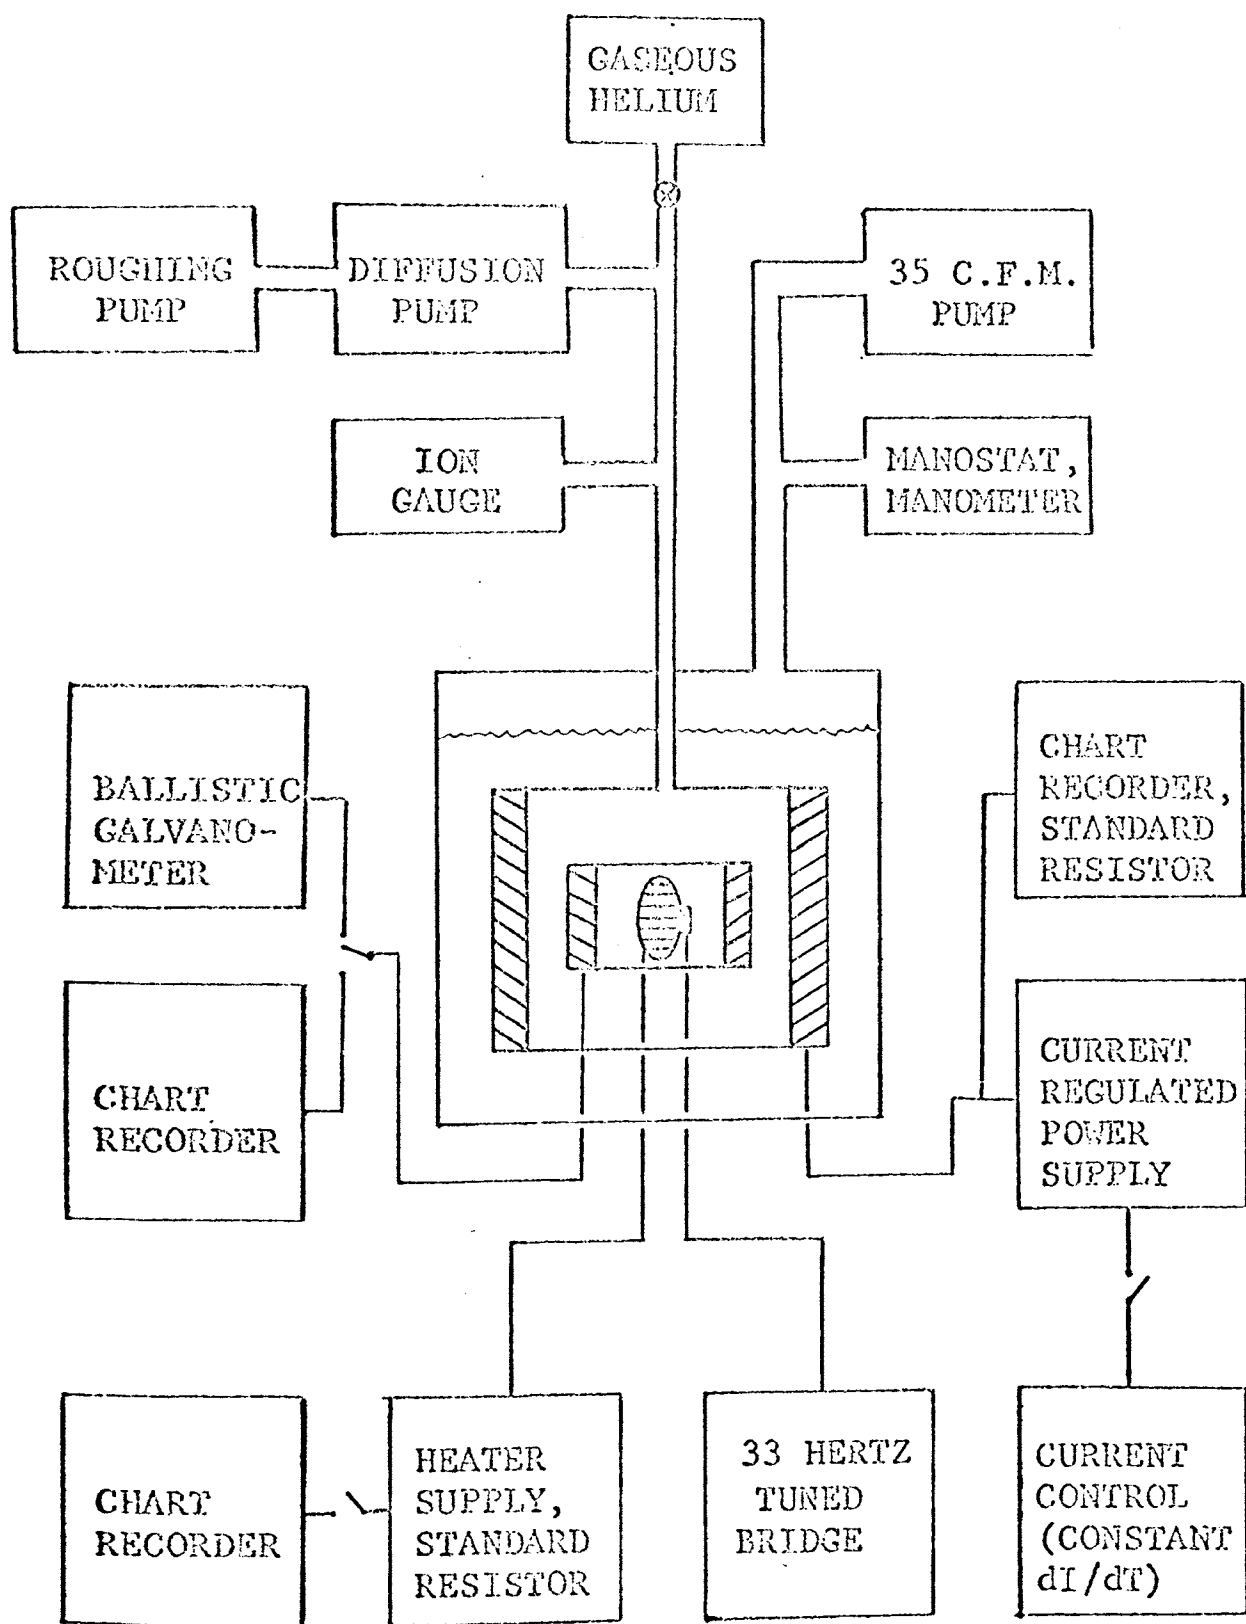 GASEOUS
HELIUM
ROUGHING
PUMP
DIFFUSION
PUMP
35 C.F.M.
PUMP
ION
GAUGE
MANOSTAT,
MANOMETER
BALLISTIC
GALVANO-
METER
CHART
RECORDER,
STANDARD
RESISTOR
CHART
RECORDER
CURRENT
REGULATED
POWER
SUPPLY
CHART
RECORDER
HEATER
SUPPLY,
STANDARD
RESISTOR
33 HERTZ
TUNED
BRIDGE
CURRENT
CONTROL
(CONSTANT
dI/dT)